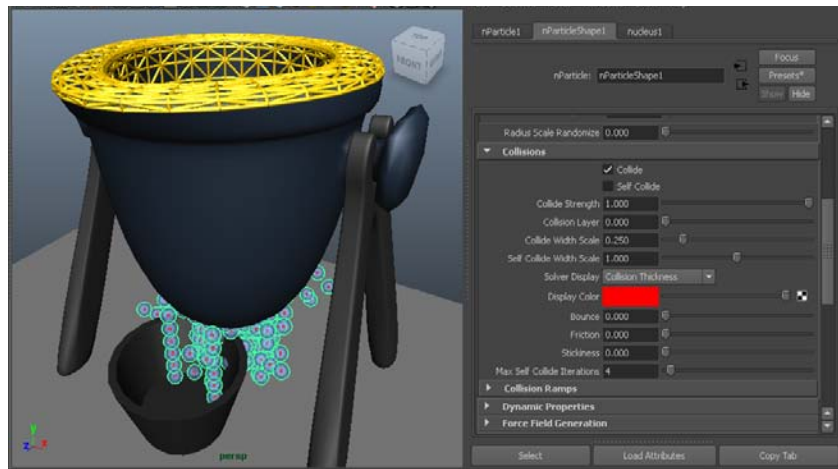 nParticle1 nParticleShape1 nucleus1
Focus
nParticle: nParticleShape1 Presets*
Show Hide
Radius Scale Randomize 0.000
Collisions
Collide
Self Collide
Collide Strength 1.000
Collision Layer 0.000
Collide Width Scale 0.250
Self Collide Width Scale 1.000
Solver Display Collision Thickness
Display Color
Bounce 0.000
Friction 0.000
Stickiness 0.000
Max Self Collide Iterations 4
Collision Ramps
Dynamic Properties
Force Field Generation
Select Load Attributes Copy Tab
TOP
FRONT
y
z x
persp